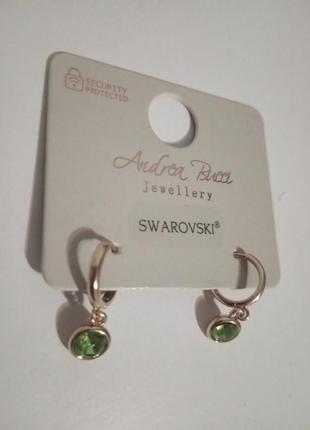 SECURITY
PROTECTED
Andrea Bucci
Jewellery
SWAROVSKI®